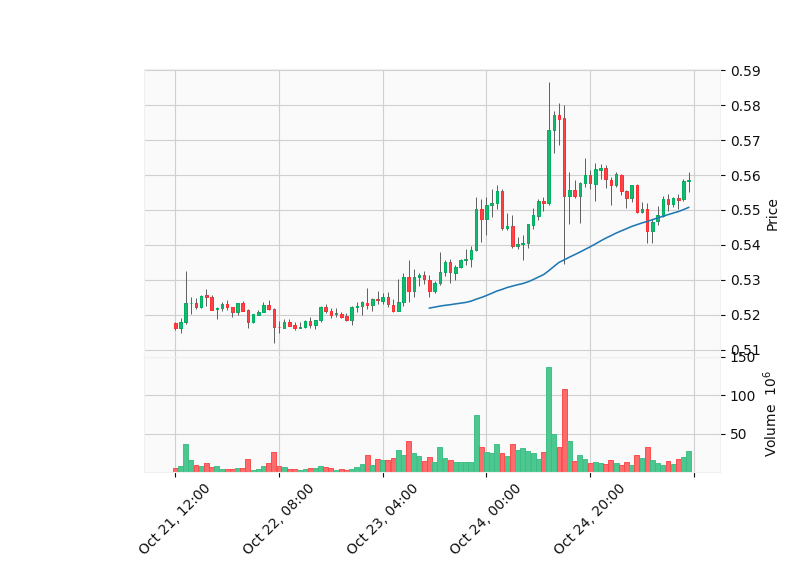 0.59
0.58
0.57
0.56
0.55
0.54
0.53
0.52
0.51
Price
150
100
50
Volume 10⁶
Oct 21, 12:00
Oct 22, 08:00
Oct 23, 04:00
Oct 24, 00:00
Oct 24, 20:00